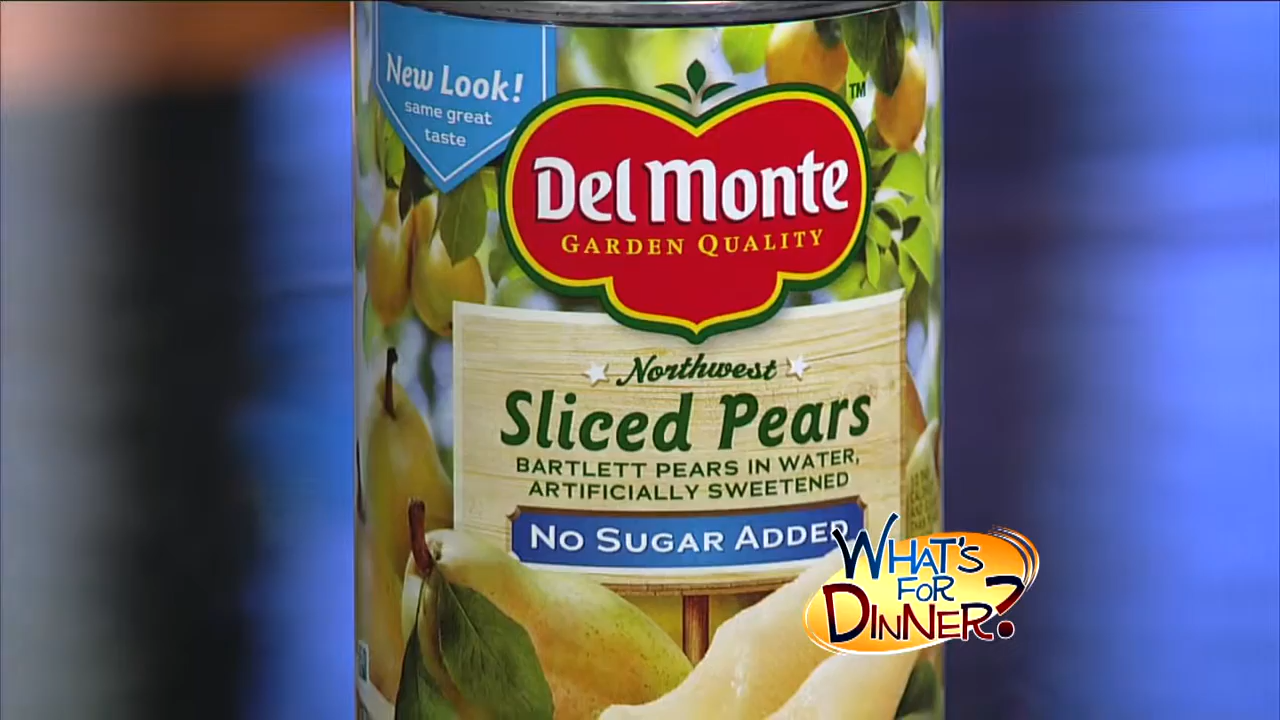 New Look!
same great
taste
Del Monte
TM
GARDEN QUALITY
Northwest
Sliced Pears
BARTLETT PEARS IN WATER,
ARTIFICIALLY SWEETENED
NO SUGAR ADDED
WHAT'S
FOR
DINNER?